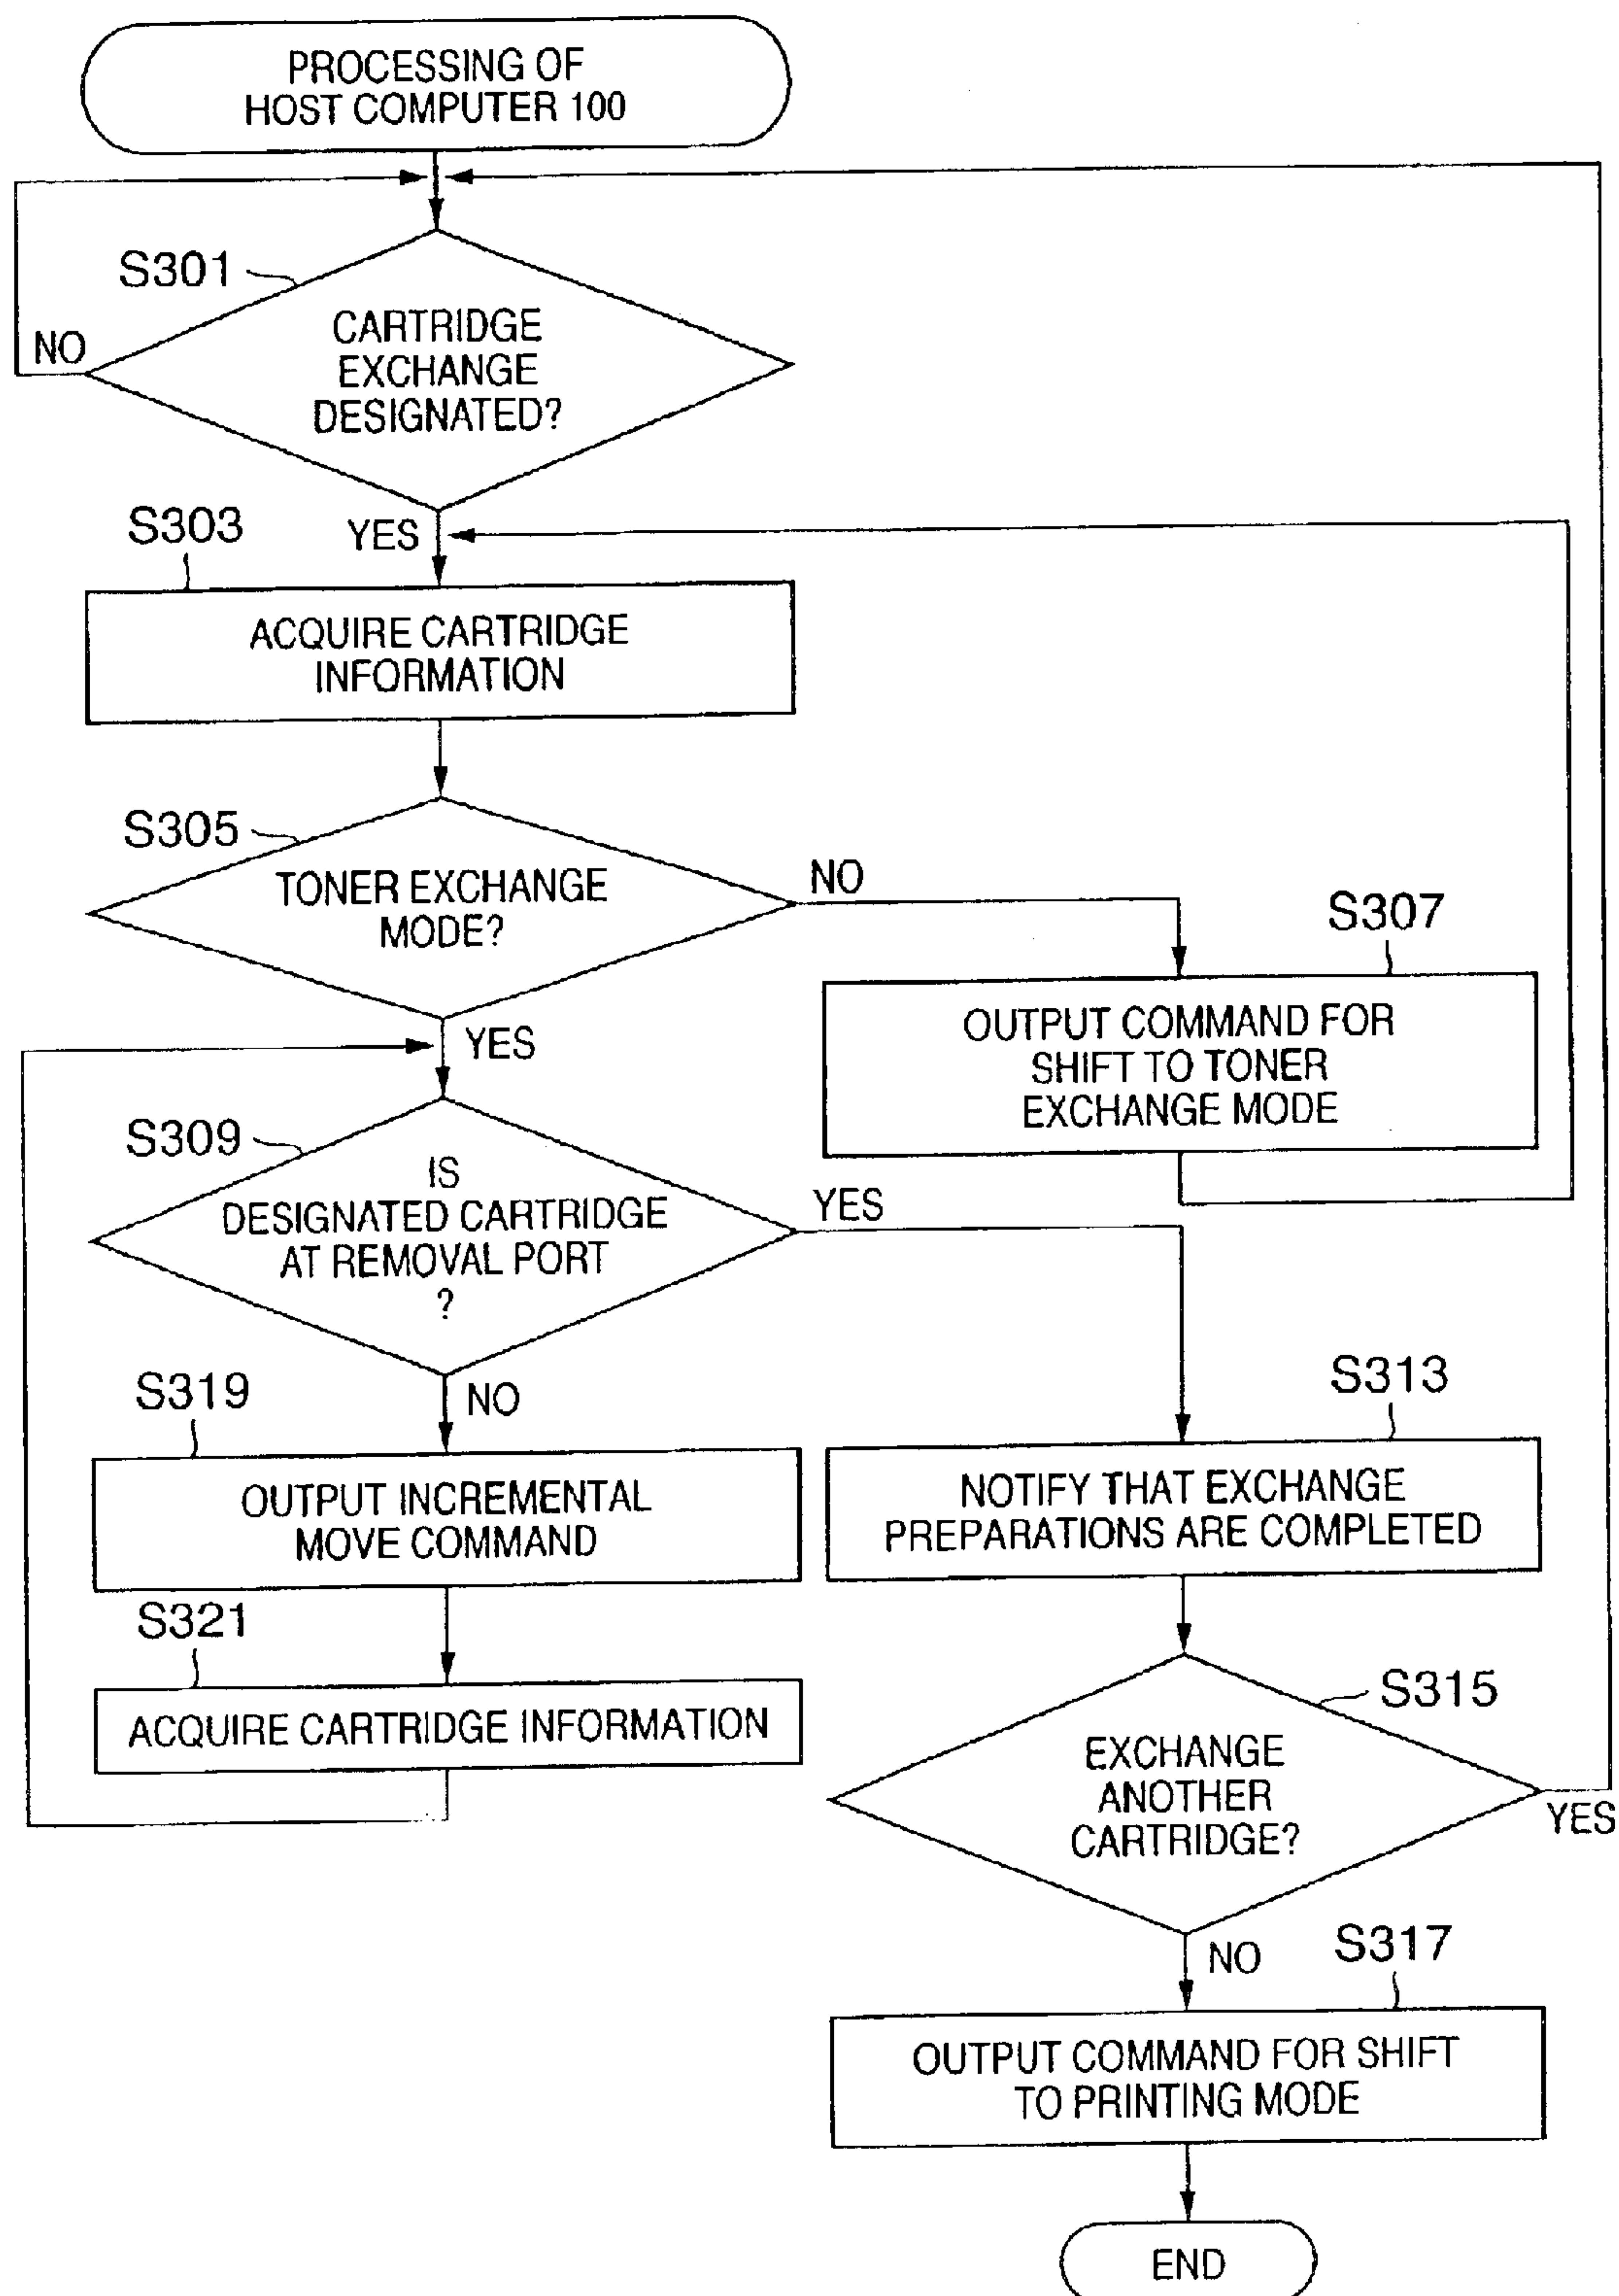 PROCESSING OF
HOST COMPUTER 100
S301
NO
CARTRIDGE
EXCHANGE
DESIGNATED?
S303
YES
ACQUIRE CARTRIDGE
INFORMATION
S305
TONER EXCHANGE
MODE?
NO
S307
OUTPUT COMMAND FOR
SHIFT TO TONER
EXCHANGE MODE
YES
S309
IS
DESIGNATED CARTRIDGE
AT REMOVAL PORT
?
YES
S319
NO
OUTPUT INCREMENTAL
MOVE COMMAND
S321
ACQUIRE CARTRIDGE INFORMATION
S313
NOTIFY THAT EXCHANGE
PREPARATIONS ARE COMPLETED
S315
EXCHANGE
ANOTHER
CARTRIDGE?
YES
NO
S317
OUTPUT COMMAND FOR SHIFT
TO PRINTING MODE
END